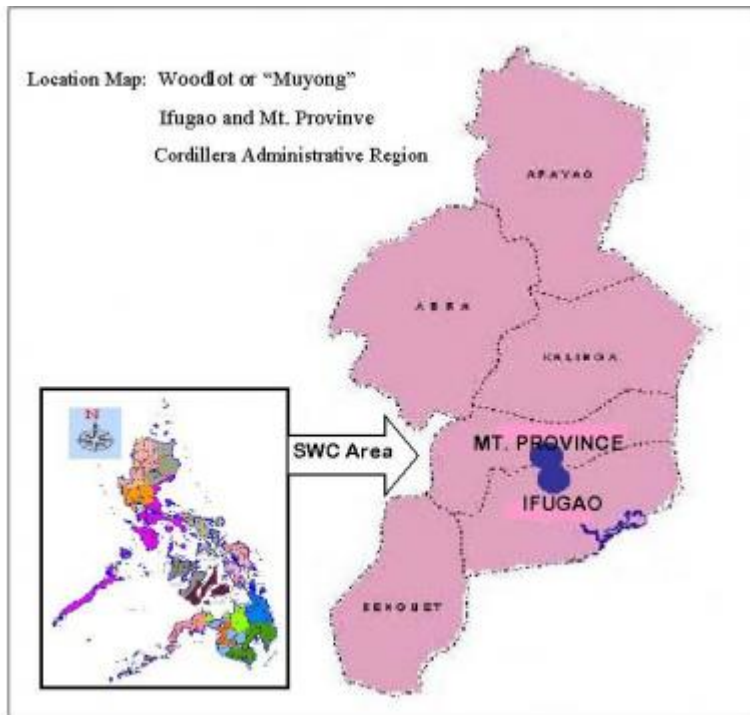 Location Map: Woodlot or “Muyong”
Ifugao and Mt. Provinve
Cordillera Administrative Region
APAYAO
ABRA
KALINGA
N
SWC Area
MT. PROVINCE
IFUGAO
BENGUET